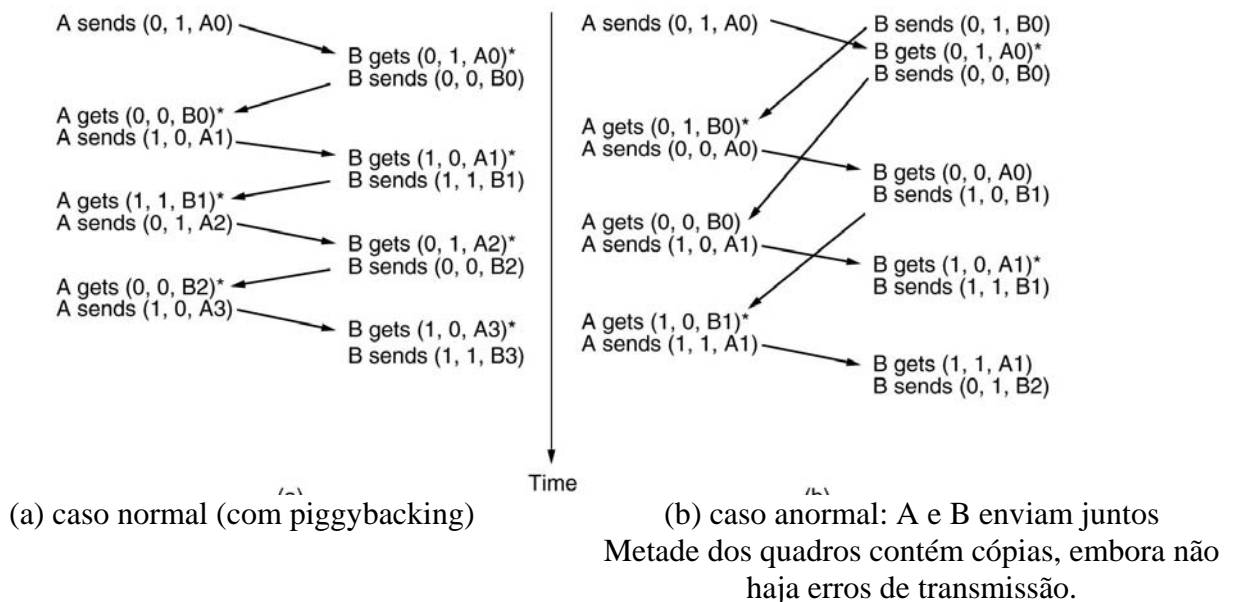 A sends (0, 1, A0)
B gets (0, 1, A0)*
B sends (0, 0, B0)
A gets (0, 0, B0)*
A sends (1, 0, A1)
B gets (1, 0, A1)*
B sends (1, 1, B1)
A gets (1, 1, B1)*
A sends (0, 1, A2)
B gets (0, 1, A2)*
B sends (0, 0, B2)
A gets (0, 0, B2)*
A sends (1, 0, A3)
B gets (1, 0, A3)*
B sends (1, 1, B3)
Time
A sends (0, 1, A0)
B sends (0, 1, B0)
B gets (0, 1, A0)*
B sends (0, 0, B0)
A gets (0, 1, B0)*
A sends (0, 0, A0)
B gets (0, 0, A0)
B sends (1, 0, B1)
A gets (0, 0, B0)
A sends (1, 0, A1)
B gets (1, 0, A1)*
B sends (1, 1, B1)
A gets (1, 0, B1)*
A sends (1, 1, A1)
B gets (1, 1, A1)
B sends (0, 1, B2)
(a) caso normal (com piggybacking)
(b) caso anormal: A e B enviam juntos
Metade dos quadros contém cópias, embora não
haja erros de transmissão.